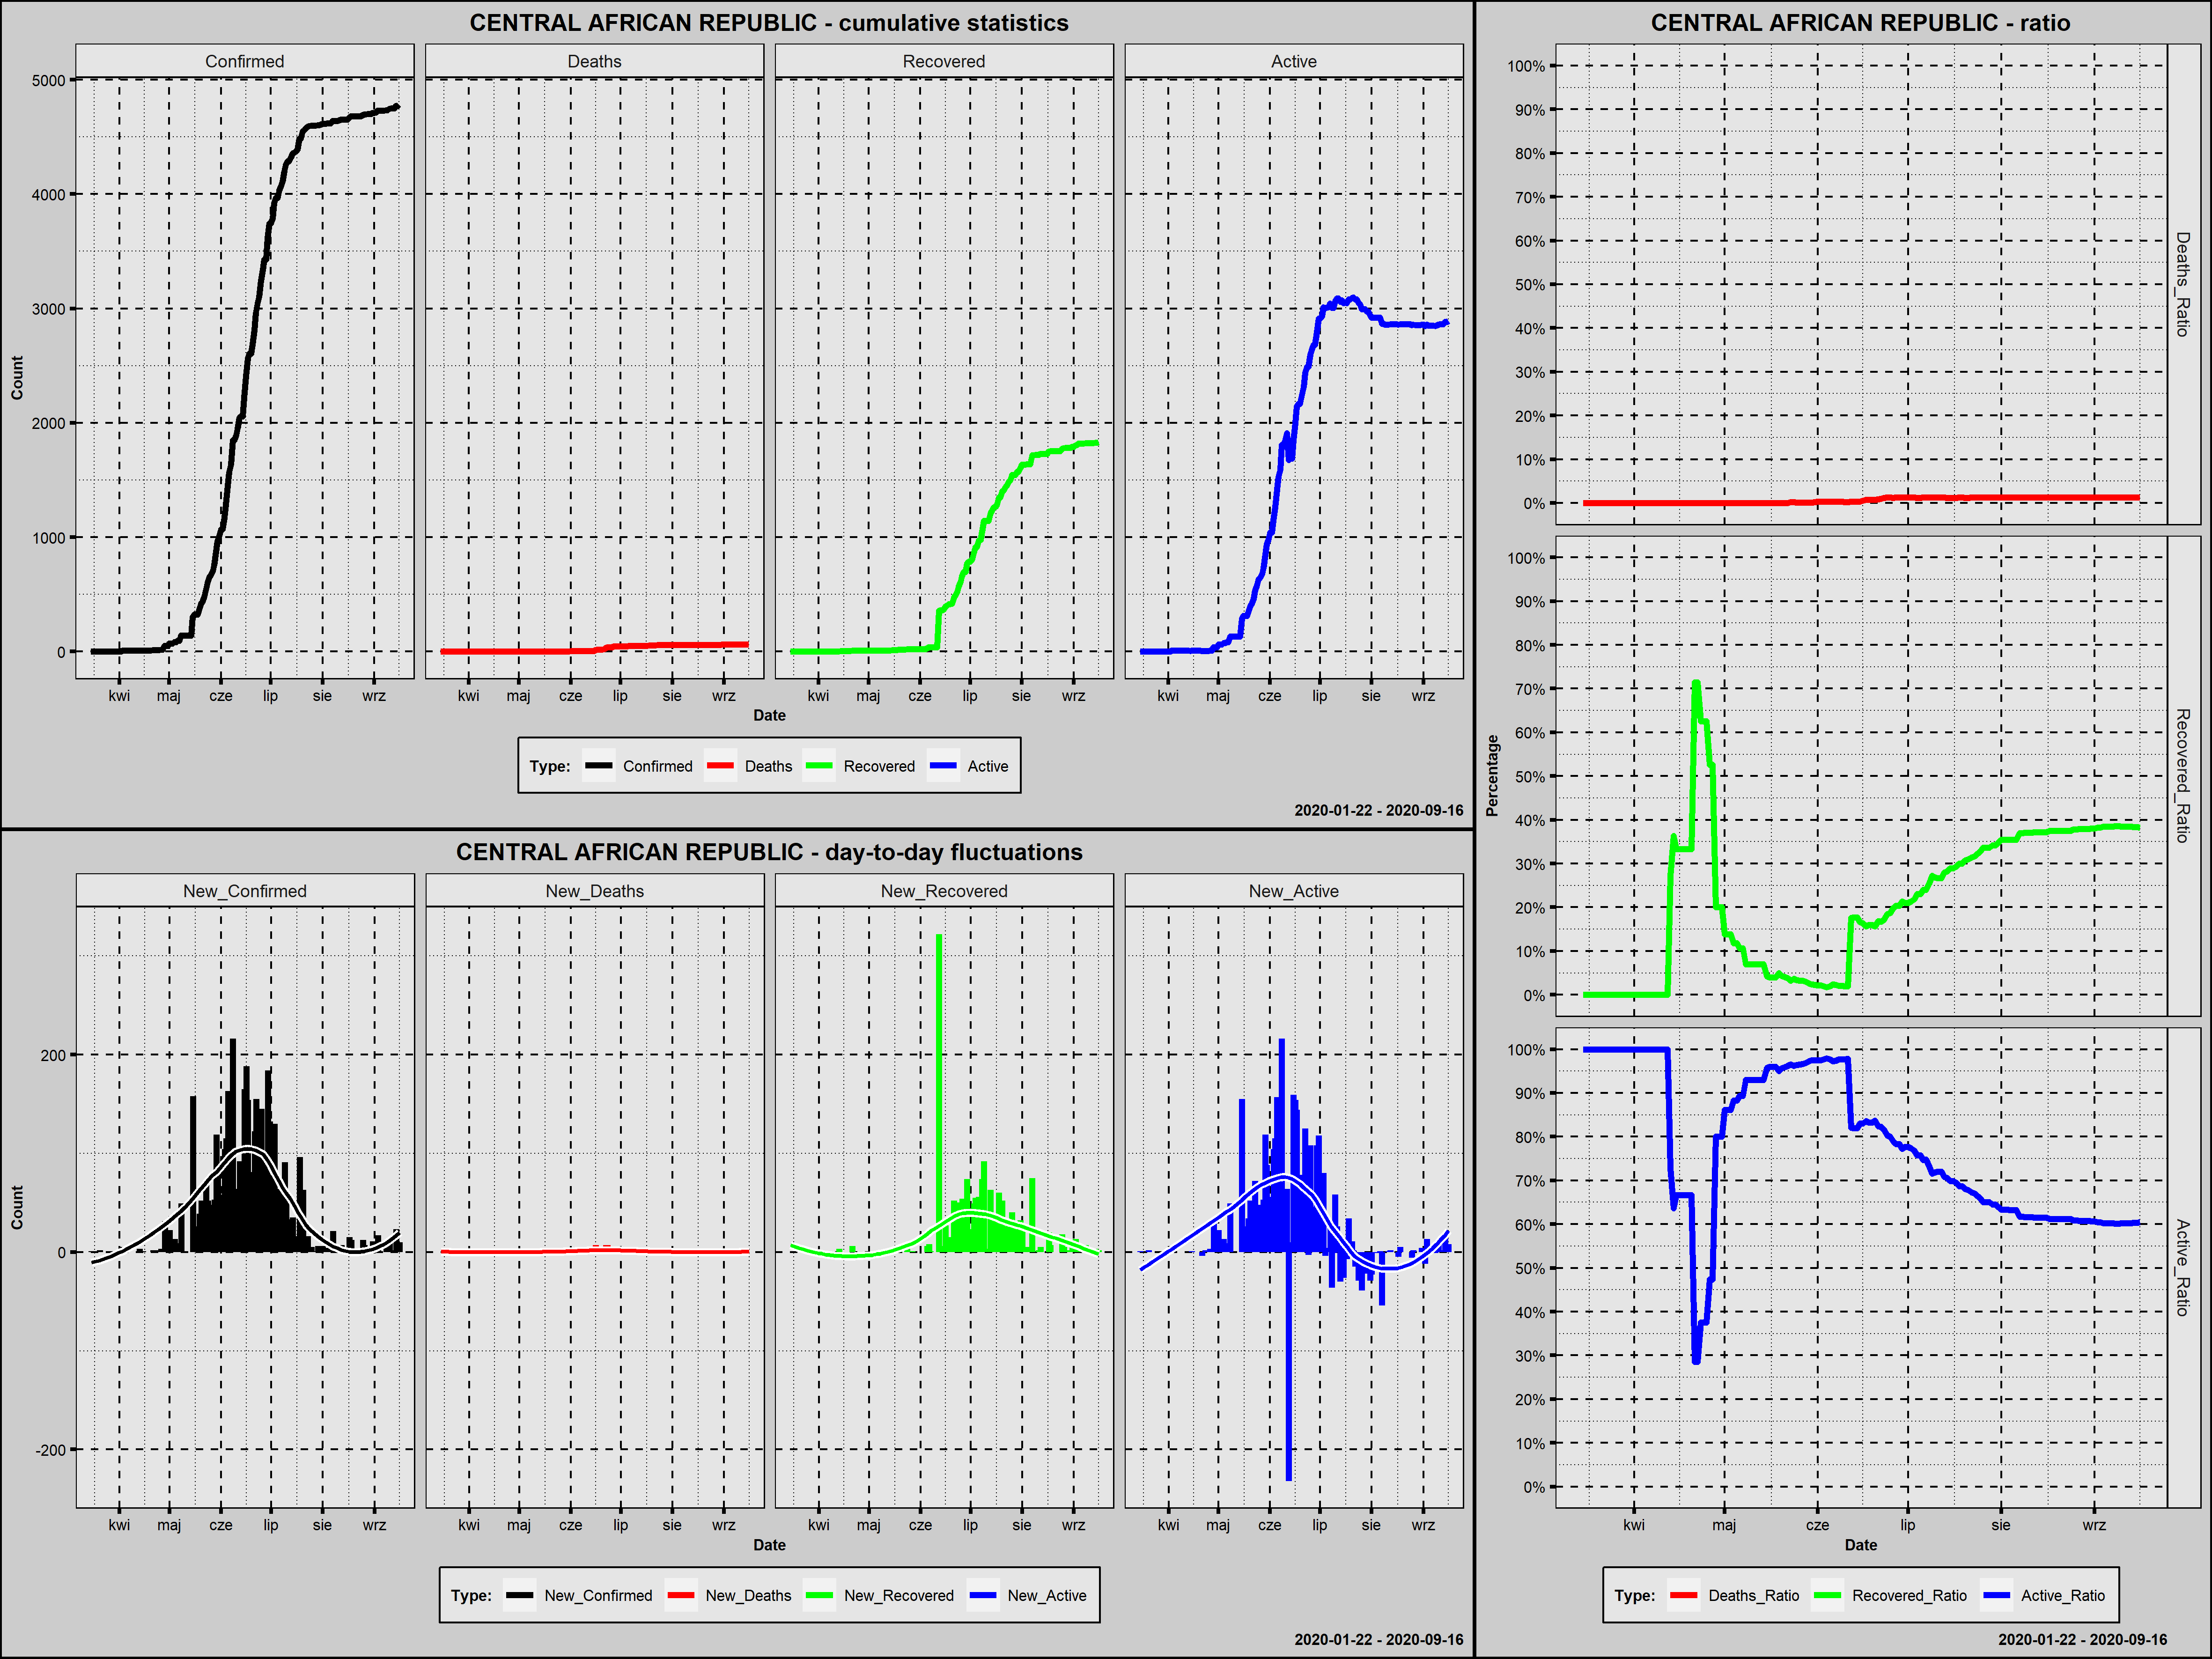 CENTRAL AFRICAN REPUBLIC - cumulative statistics
Confirmed Deaths Recovered Active
Count
5000
4000
3000
2000
1000
0
kwi maj cze lip sie wrz kwi maj cze lip sie wrz kwi maj cze lip sie wrz kwi maj cze lip sie wrz
Date
Type: Confirmed Deaths Recovered Active
2020-01-22 - 2020-09-16
CENTRAL AFRICAN REPUBLIC - day-to-day fluctuations
New_Confirmed New_Deaths New_Recovered New_Active
Count
200
0
-200
kwi maj cze lip sie wrz kwi maj cze lip sie wrz kwi maj cze lip sie wrz kwi maj cze lip sie wrz
Date
Type: New_Confirmed New_Deaths New_Recovered New_Active
2020-01-22 - 2020-09-16
CENTRAL AFRICAN REPUBLIC - ratio
Percentage
100%
90%
80%
70%
60%
50%
40%
30%
20%
10%
0%
Deaths_Ratio
100%
90%
80%
70%
60%
50%
40%
30%
20%
10%
0%
Recovered_Ratio
100%
90%
80%
70%
60%
50%
40%
30%
20%
10%
0%
Active_Ratio
kwi maj cze lip sie wrz
Date
Type: Deaths_Ratio Recovered_Ratio Active_Ratio
2020-01-22 - 2020-09-16